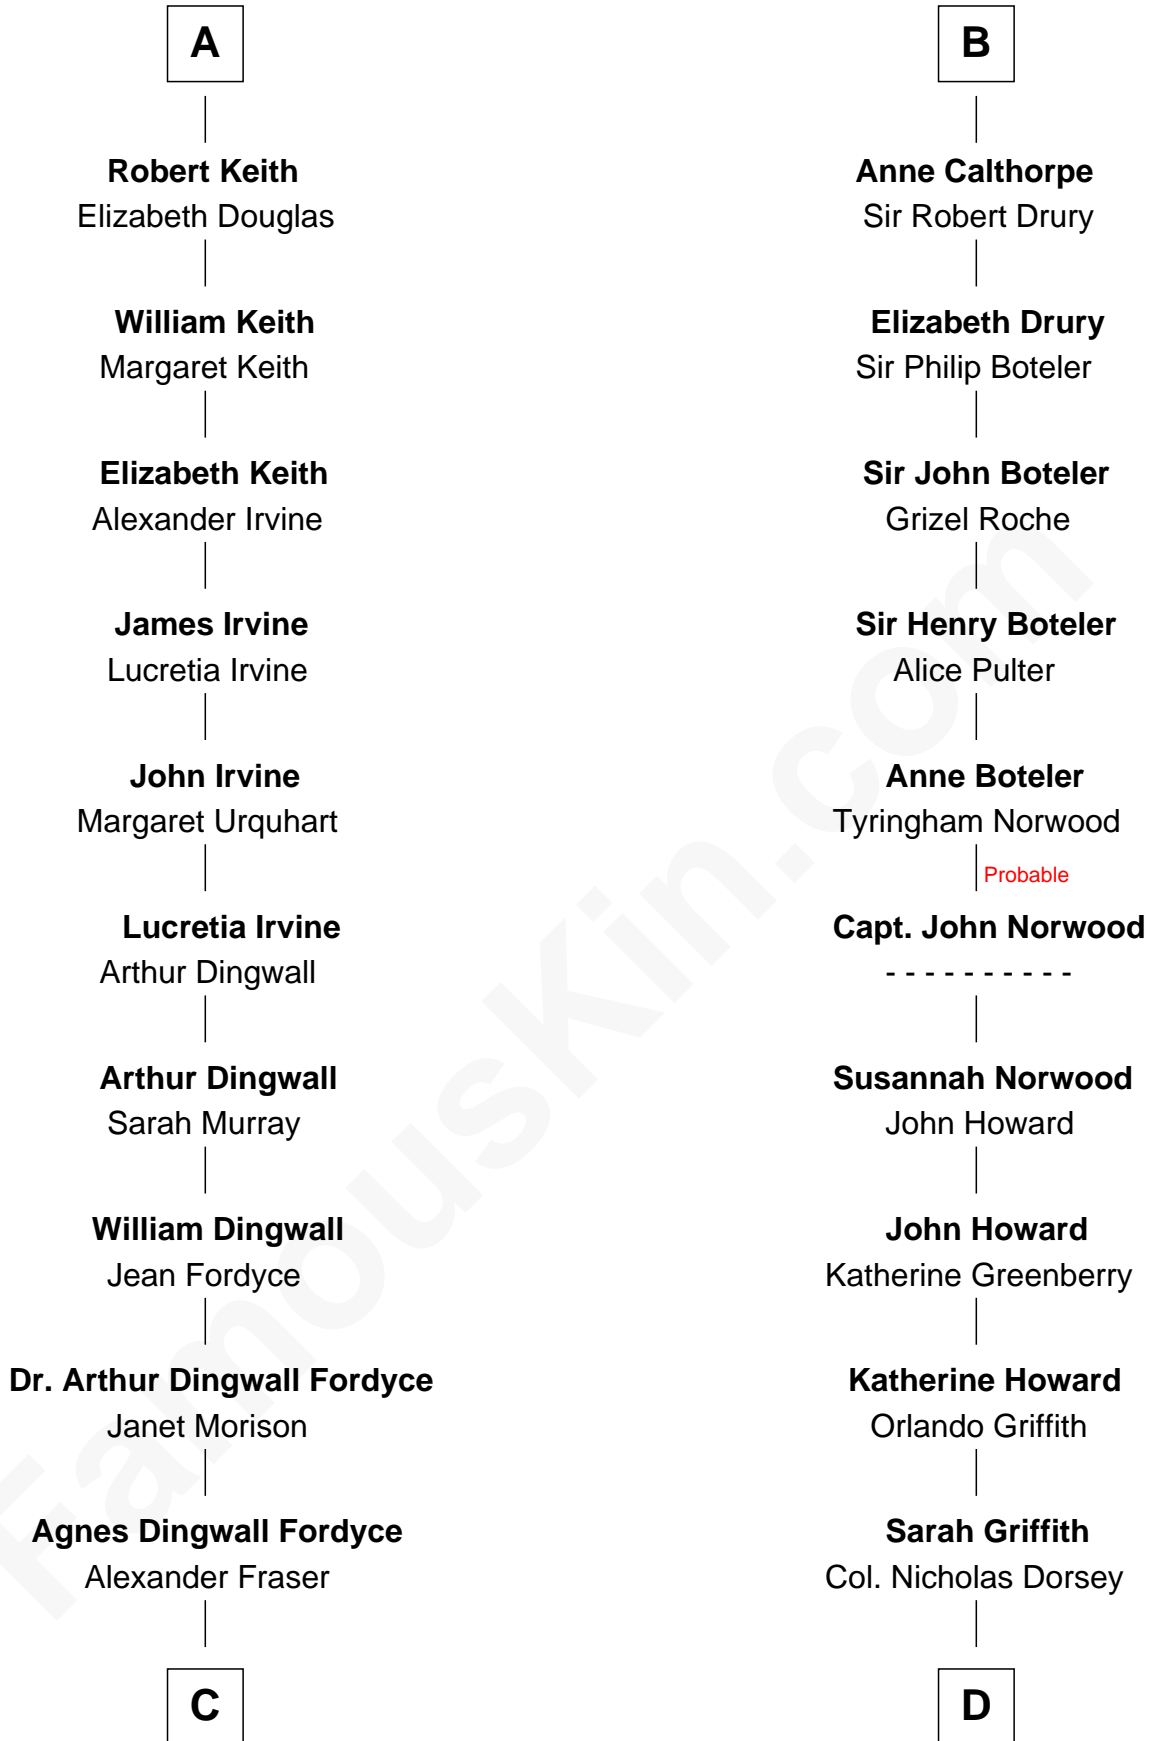 A
Robert Keith
Elizabeth Douglas
William Keith
Margaret Keith
Elizabeth Keith
Alexander Irvine
James Irvine
Lucretia Irvine
John Irvine
Margaret Urquhart
Lucretia Irvine
Arthur Dingwall
Arthur Dingwall
Sarah Murray
William Dingwall
Jean Fordyce
Dr. Arthur Dingwall Fordyce
Janet Morison
Agnes Dingwall Fordyce
Alexander Fraser
C
B
Anne Calthorpe
Sir Robert Drury
Elizabeth Drury
Sir Philip Boteler
Sir John Boteler
Grizel Roche
Sir Henry Boteler
Alice Pulter
Anne Boteler
Tyringham Norwood
Probable
Capt. John Norwood
- - - - - - - - - -
Susannah Norwood
John Howard
John Howard
Katherine Greenberry
Katherine Howard
Orlando Griffith
Sarah Griffith
Col. Nicholas Dorsey
D
FamousKin.com